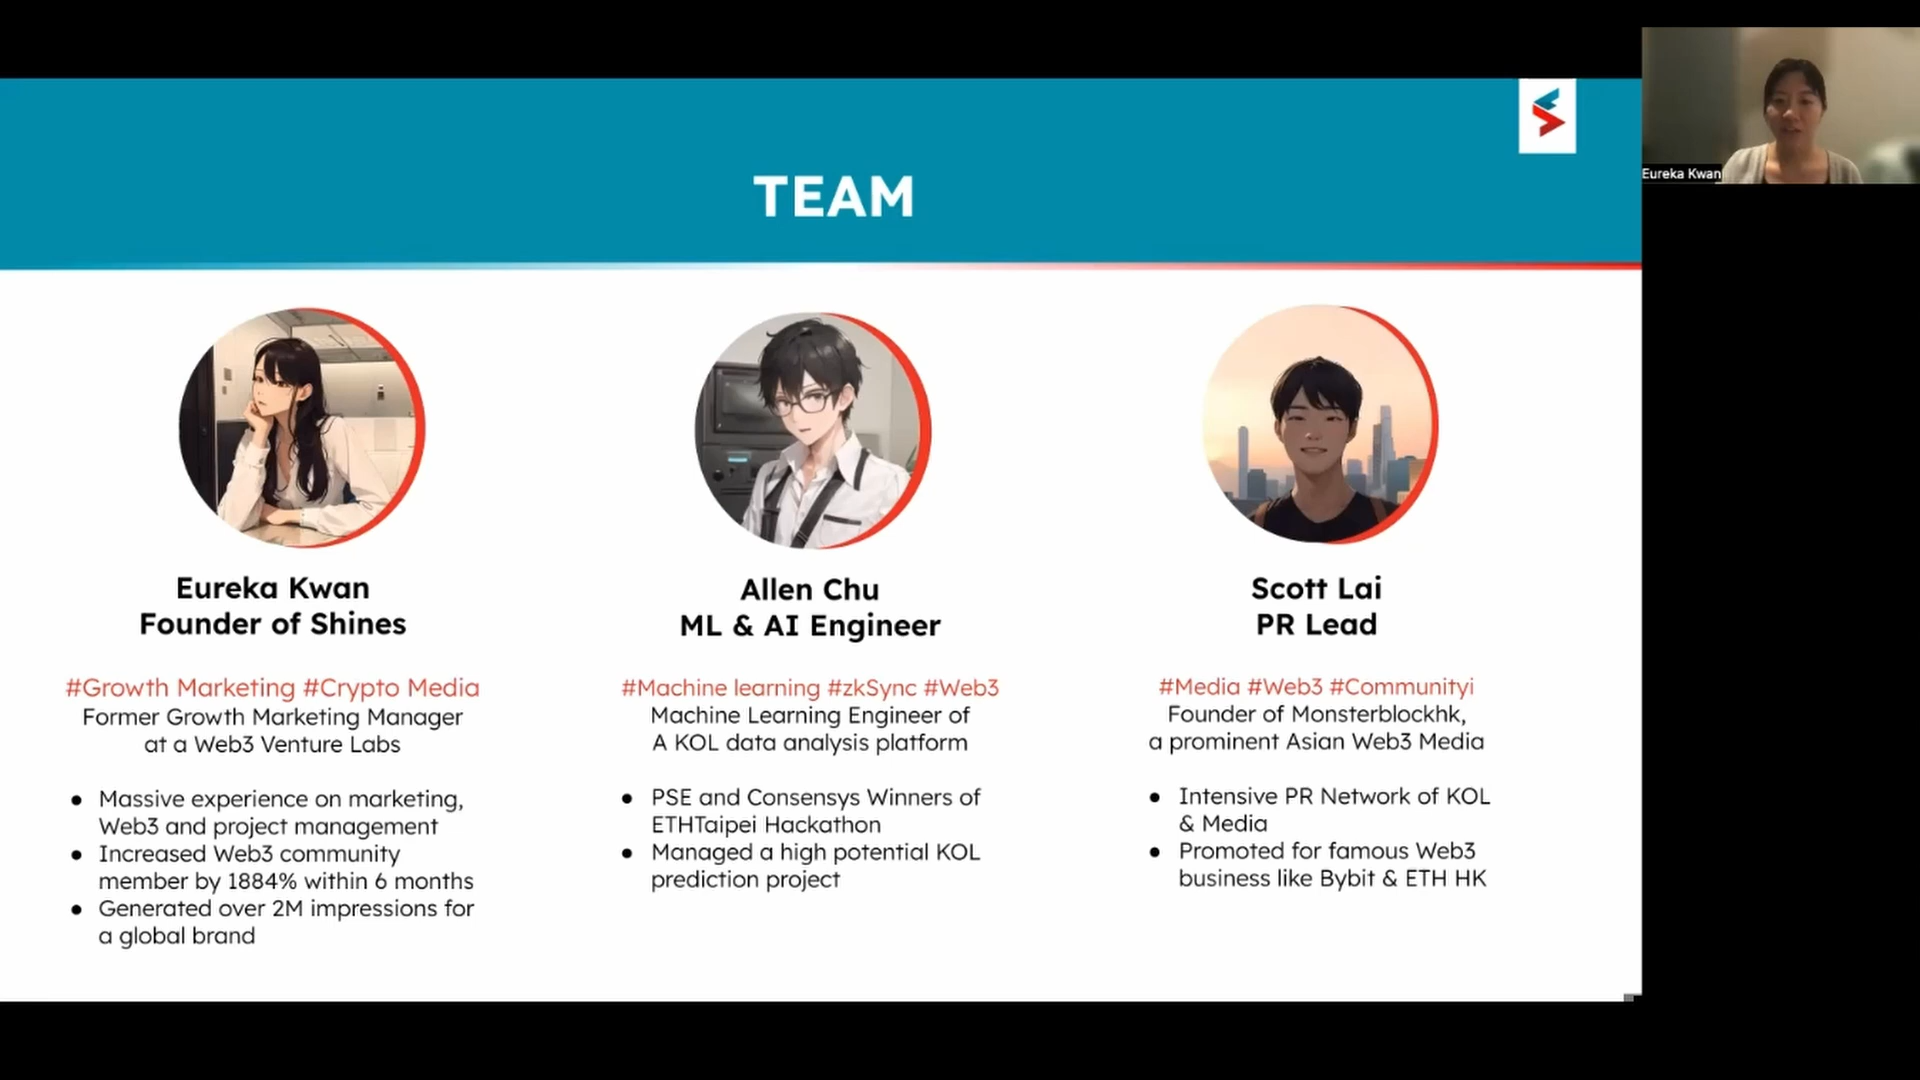 TEAM
Eureka Kwan
Eureka Kwan
Founder of Shines
#Growth Marketing #Crypto Media
Former Growth Marketing Manager
at a Web3 Venture Labs
● Massive experience on marketing,
Web3 and project management
● Increased Web3 community
member by 1884% within 6 months
● Generated over 2M impressions for
a global brand
Allen Chu
ML & AI Engineer
#Machine learning #zkSync #Web3
Machine Learning Engineer of
A KOL data analysis platform
● PSE and Consensys Winners of
ETHTaipei Hackathon
● Managed a high potential KOL
prediction project
Scott Lai
PR Lead
#Media #Web3 #Communityi
Founder of Monsterblockhk,
a prominent Asian Web3 Media
● Intensive PR Network of KOL
& Media
● Promoted for famous Web3
business like Bybit & ETH HK